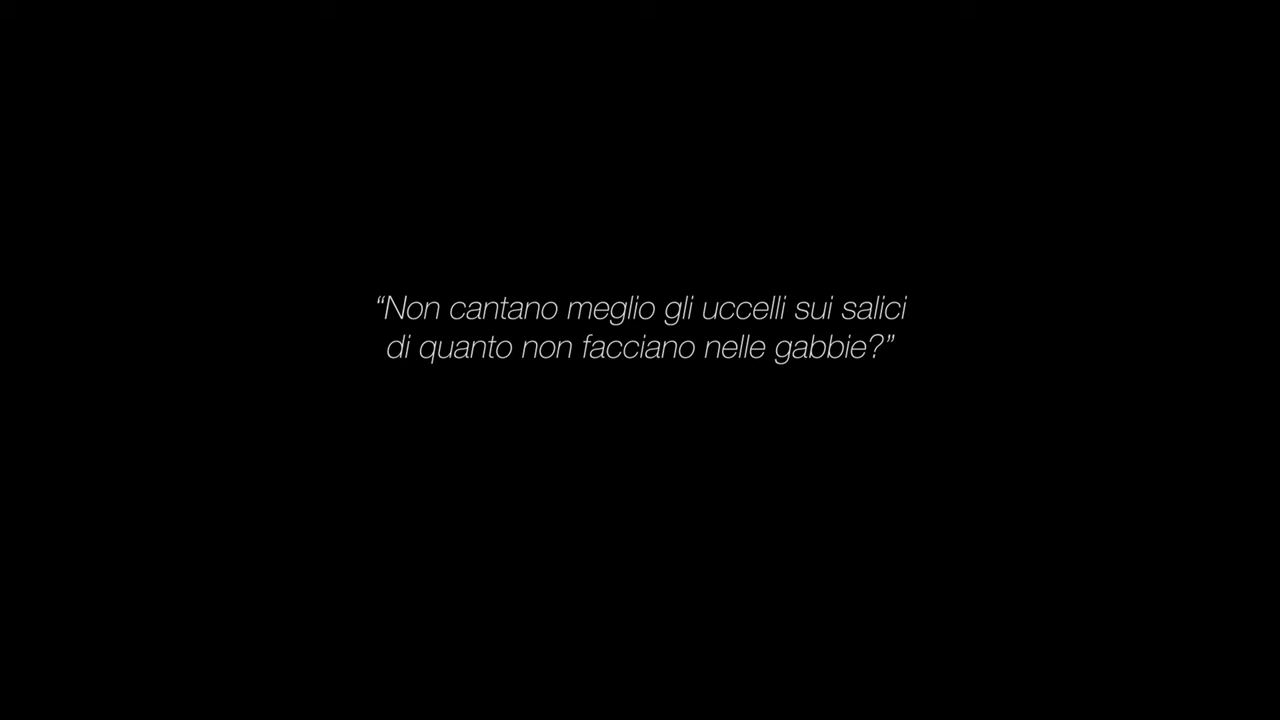 “Non cantano meglio gli uccelli sui salici
di quanto non facciano nelle gabbie?”